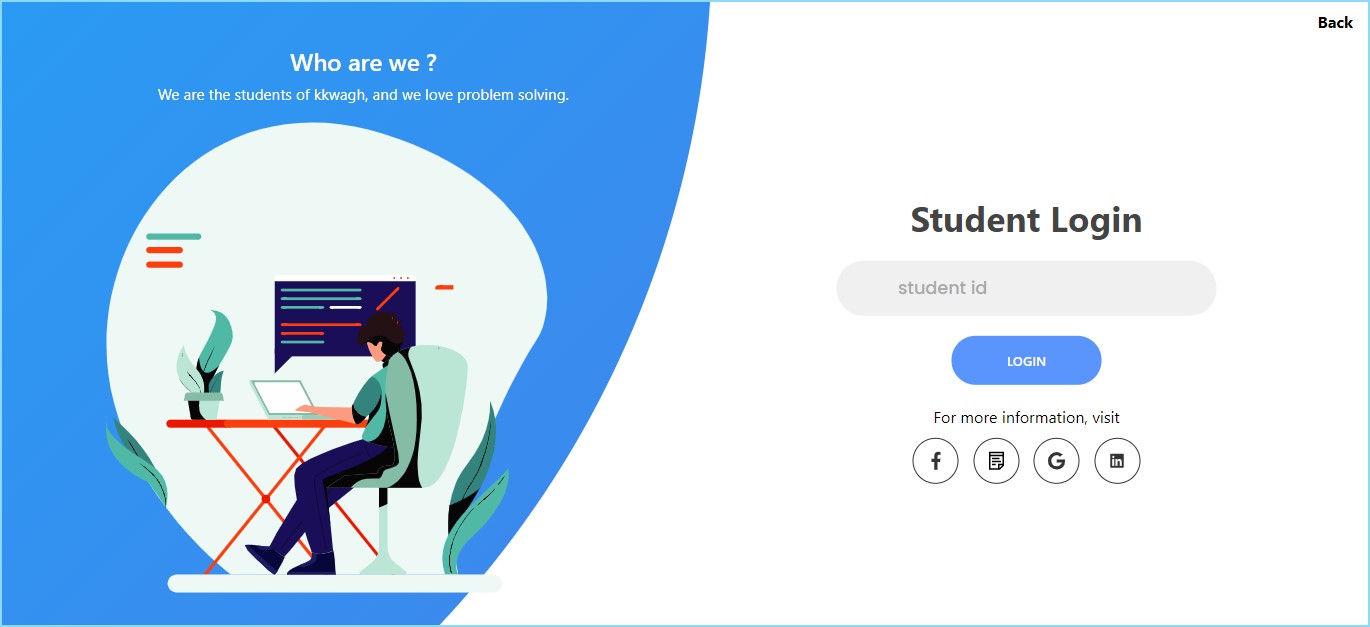 Back
Who are we ?
We are the students of kkwagh, and we love problem solving.
Student Login
student id
LOGIN
For more information, visit